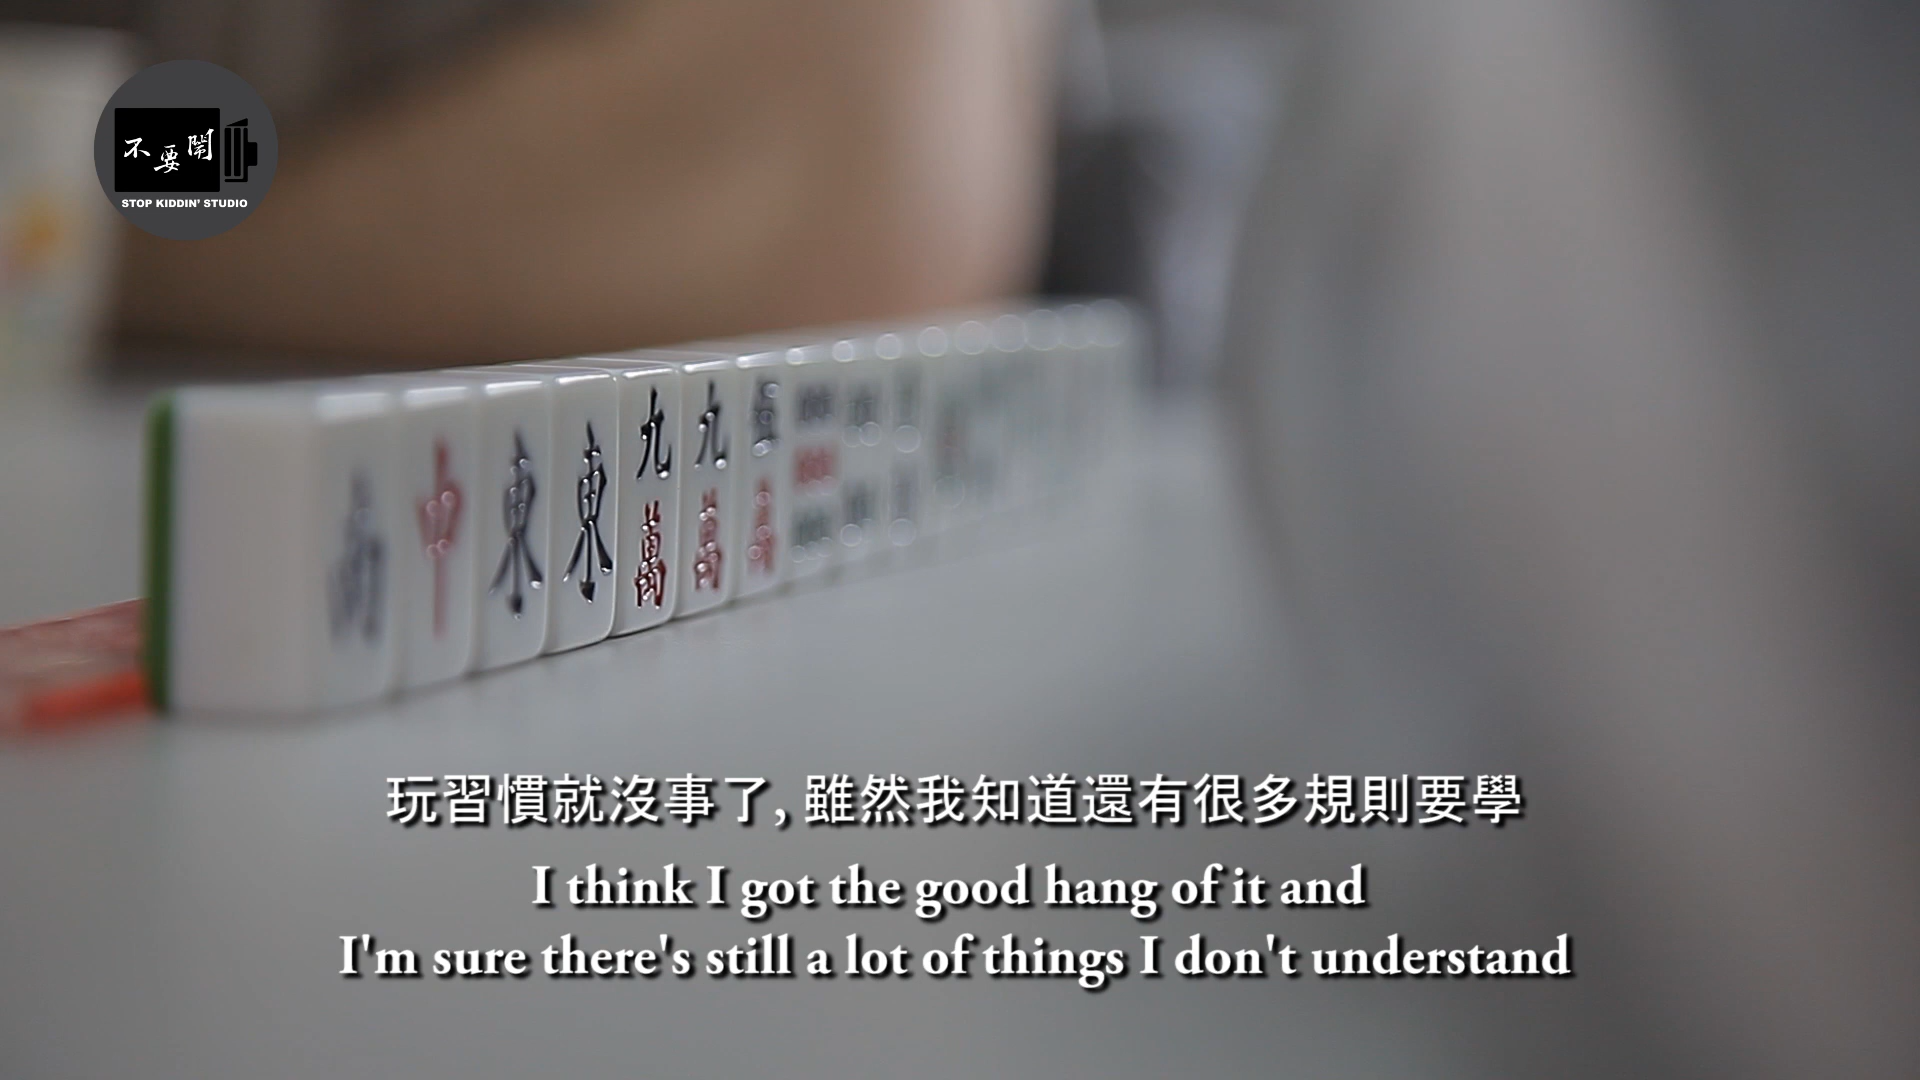 不要鬧
STOP KIDDIN' STUDIO
南 中 東 東 九萬 九萬 伍萬
玩習慣就沒事了, 雖然我知道還有很多規則要學
I think I got the good hang of it and
I'm sure there's still a lot of things I don't understand